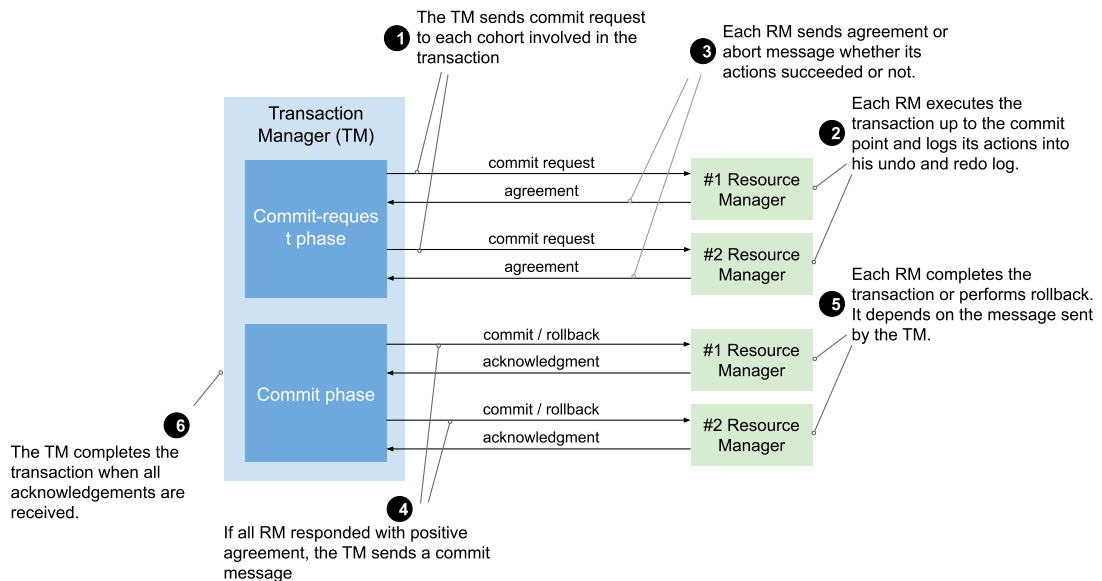 1
The TM sends commit request
to each cohort involved in the
transaction
3
Each RM sends agreement or
abort message whether its
actions succeeded or not.
2
Each RM executes the
transaction up to the commit
point and logs its actions into
his undo and redo log.
Transaction
Manager (TM)
Commit-reques
t phase
commit request
agreement
commit request
agreement
#1 Resource
Manager
#2 Resource
Manager
5
Each RM completes the
transaction or performs rollback.
It depends on the message sent
by the TM.
Commit phase
commit / rollback
acknowledgment
commit / rollback
acknowledgment
#1 Resource
Manager
#2 Resource
Manager
6
The TM completes the
transaction when all
acknowledgements are
received.
4
If all RM responded with positive
agreement, the TM sends a commit
message